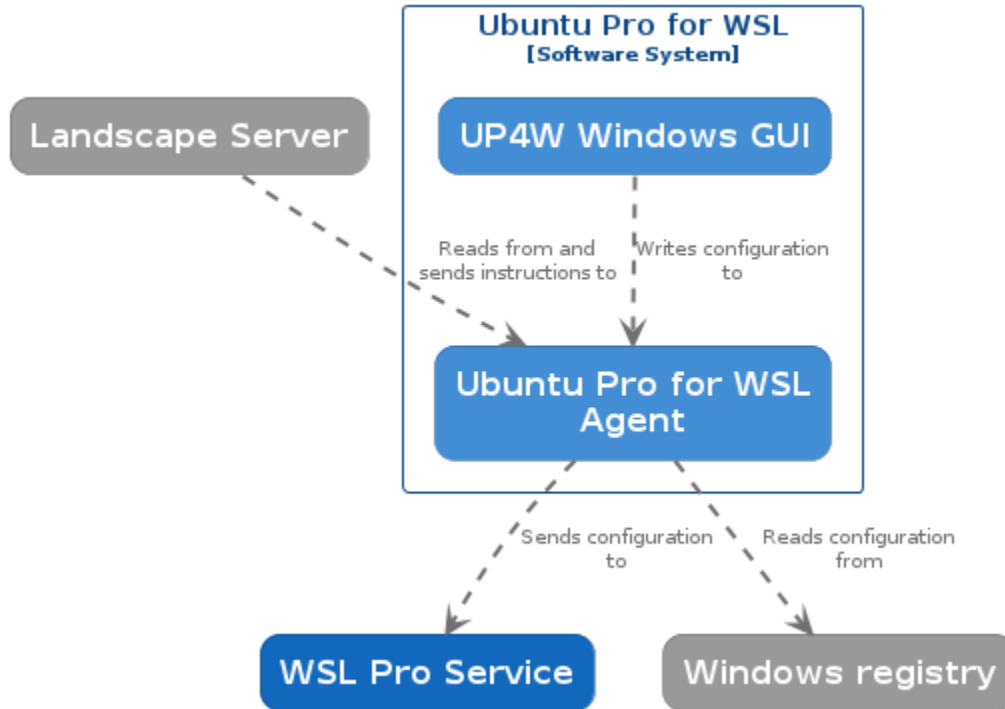 Ubuntu Pro for WSL
[Software System]
Landscape Server
UP4W Windows GUI
Reads from and
sends instructions to
Writes configuration
to
Ubuntu Pro for WSL
Agent
Sends configuration
to
Reads configuration
from
WSL Pro Service
Windows registry